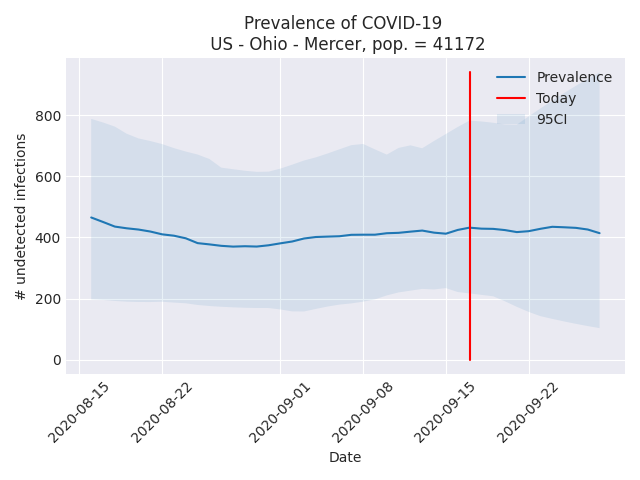 Prevalence of COVID-19
US - Ohio - Mercer, pop. = 41172
Prevalence
Today
95CI
# undetected infections
800
600
400
200
0
2020-08-15
2020-08-22
2020-09-01
2020-09-08
2020-09-15
2020-09-22
Date